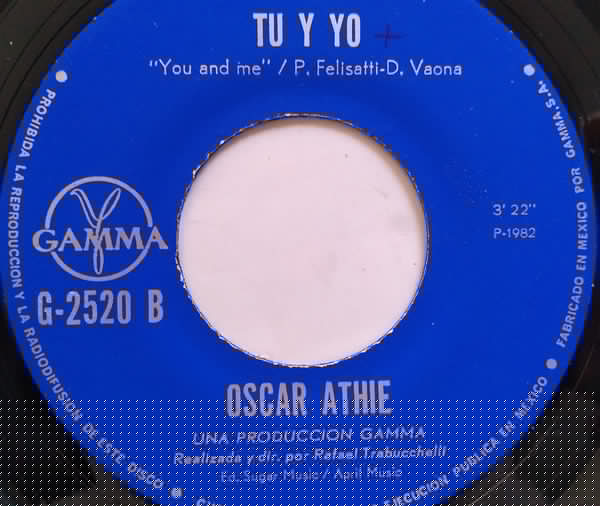 TU Y YO +
"You and me" / P. Felisatti-D. Vaona
GAMMA
G-2520 B
3' 22"
P-1982
OSCAR ATHIE
UNA PRODUCCION GAMMA
Realizada y dir. por Rafael Trabucchelli
Ed. Sugar Music / April Music
• PROHIBIDA LA REPRODUCCION Y LA RADIODIFUSION DE ESTE DISCO •
EJECUCION PUBLICA EN MEXICO •
FABRICADO EN MEXICO POR GAMMA, S.A. •